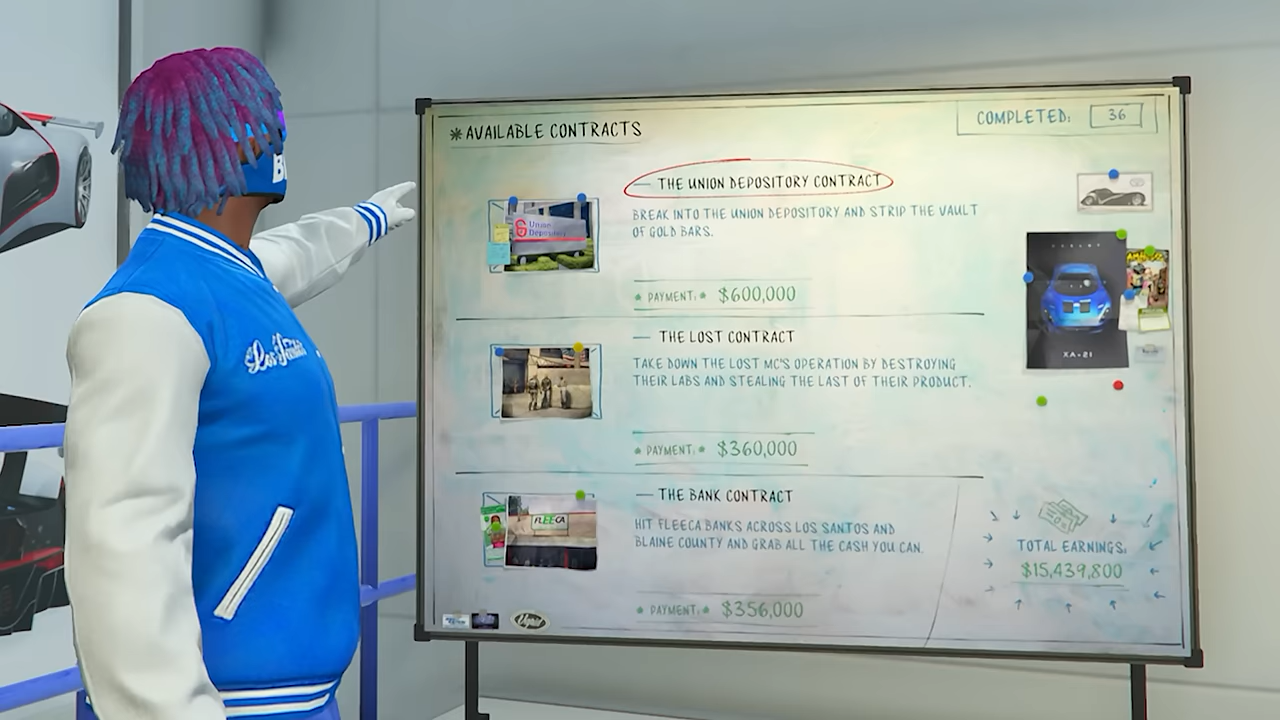 *AVAILABLE CONTRACTS
COMPLETED: 36
— THE UNION DEPOSITORY CONTRACT
BREAK INTO THE UNION DEPOSITORY AND STRIP THE VAULT
OF GOLD BARS.
* PAYMENT: * $600,000
Union
Depository
— THE LOST CONTRACT
TAKE DOWN THE LOST MC'S OPERATION BY DESTROYING
THEIR LABS AND STEALING THE LAST OF THEIR PRODUCT.
* PAYMENT: * $360,000
— THE BANK CONTRACT
HIT FLEECA BANKS ACROSS LOS SANTOS AND
BLAINE COUNTY AND GRAB ALL THE CASH YOU CAN.
* PAYMENT: * $356,000
FLEECA
XA-21
TOTAL EARNINGS:
$15,439,800
Vapid
Los Santos